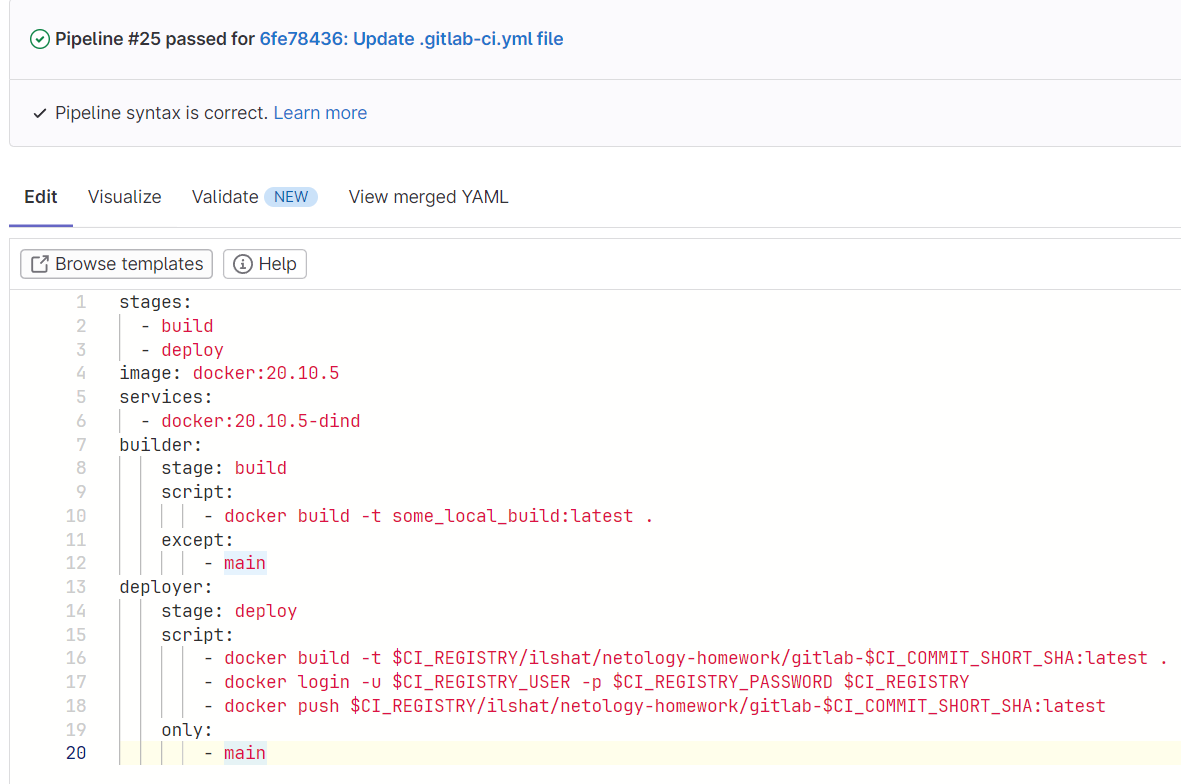 Pipeline #25 passed for 6fe78436: Update .gitlab-ci.yml file
Pipeline syntax is correct. Learn more
Edit Visualize Validate NEW View merged YAML
Browse templates Help
1 stages:
2 - build
3 - deploy
4 image: docker:20.10.5
5 services:
6 - docker:20.10.5-dind
7 builder:
8 stage: build
9 script:
10 - docker build -t some_local_build:latest .
11 except:
12 - main
13 deployer:
14 stage: deploy
15 script:
16 - docker build -t $CI_REGISTRY/ilshat/netology-homework/gitlab-$CI_COMMIT_SHORT_SHA:latest .
17 - docker login -u $CI_REGISTRY_USER -p $CI_REGISTRY_PASSWORD $CI_REGISTRY
18 - docker push $CI_REGISTRY/ilshat/netology-homework/gitlab-$CI_COMMIT_SHORT_SHA:latest
19 only:
20 - main